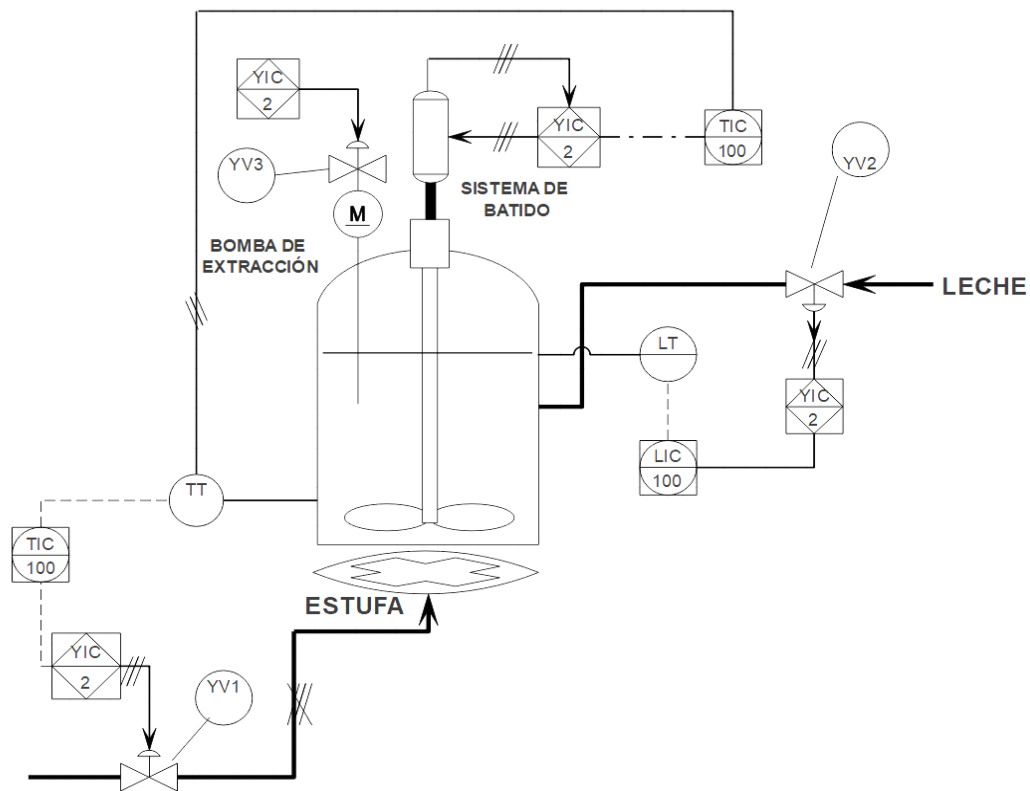 YIC
2
YIC
2
TIC
100
YV2
YV3
SISTEMA DE
BATIDO
M
BOMBA DE
EXTRACCIÓN
LECHE
LT
YIC
2
LIC
100
TT
TIC
100
ESTUFA
YIC
2
YV1